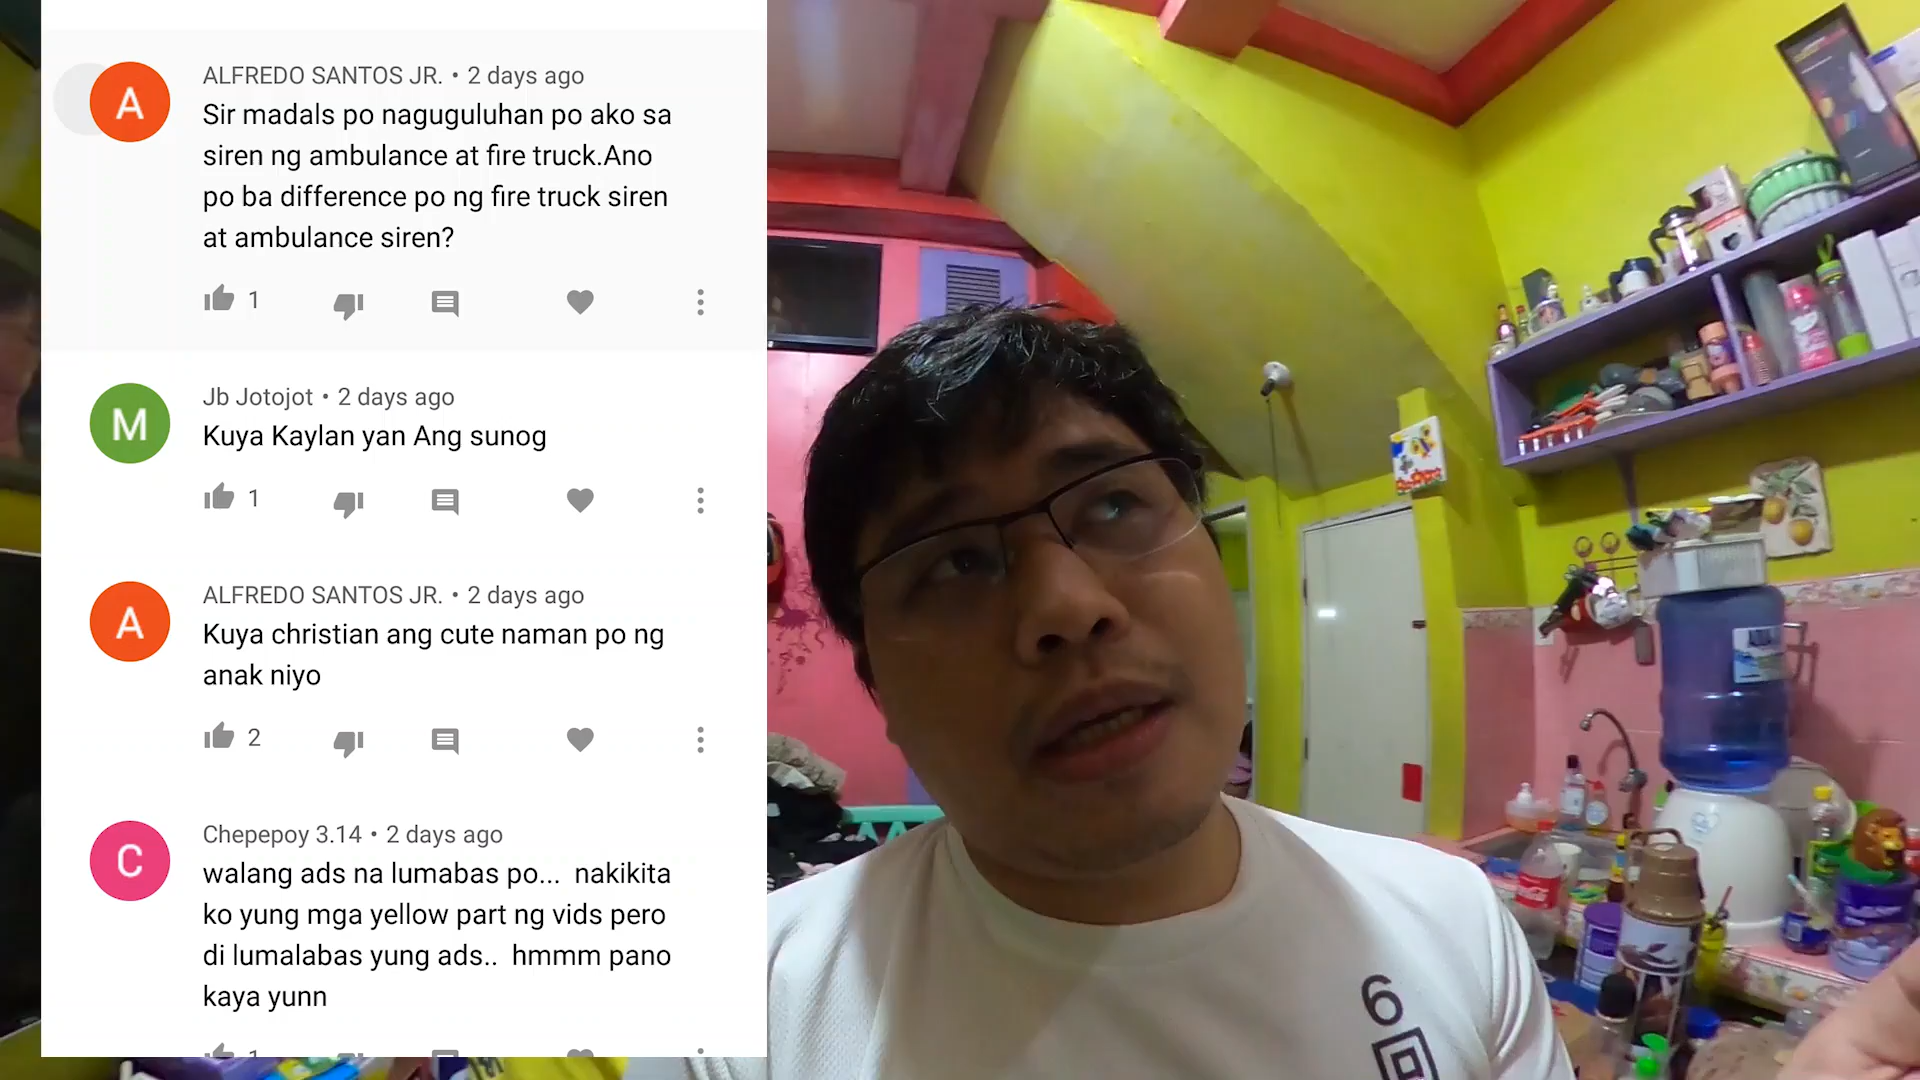 A
ALFREDO SANTOS JR. • 2 days ago
Sir madals po naguguluhan po ako sa
siren ng ambulance at fire truck.Ano
po ba difference po ng fire truck siren
at ambulance siren?
1
M
Jb Jotojot • 2 days ago
Kuya Kaylan yan Ang sunog
1
A
ALFREDO SANTOS JR. • 2 days ago
Kuya christian ang cute naman po ng
anak niyo
2
C
Chepepoy 3.14 • 2 days ago
walang ads na lumabas po... nakikita
ko yung mga yellow part ng vids pero
di lumalabas yung ads.. hmmm pano
kaya yunn
1
6
回